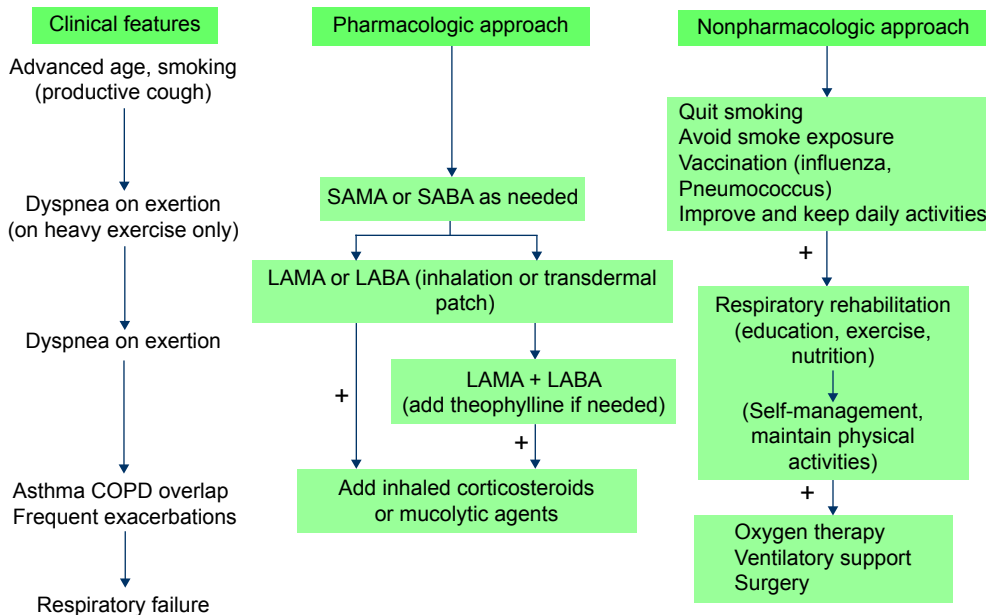 Clinical features
Advanced age, smoking
(productive cough)
Dyspnea on exertion
(on heavy exercise only)
Dyspnea on exertion
Asthma COPD overlap
Frequent exacerbations
Respiratory failure
Pharmacologic approach
SAMA or SABA as needed
LAMA or LABA (inhalation or transdermal
patch)
+
LAMA + LABA
(add theophylline if needed)
+
Add inhaled corticosteroids
or mucolytic agents
Nonpharmacologic approach
Quit smoking
Avoid smoke exposure
Vaccination (influenza,
Pneumococcus)
Improve and keep daily activities
+
Respiratory rehabilitation
(education, exercise,
nutrition)
(Self-management,
maintain physical
activities)
+
Oxygen therapy
Ventilatory support
Surgery